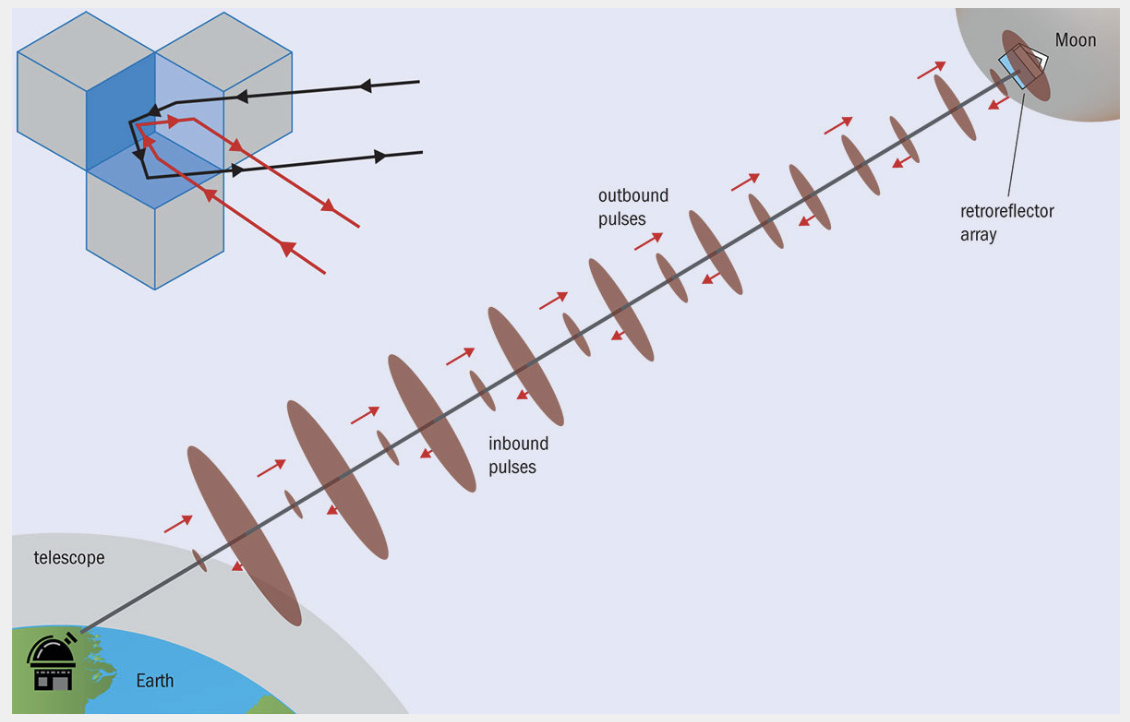 Moon
outbound
pulses
retroreflector
array
inbound
pulses
telescope
Earth